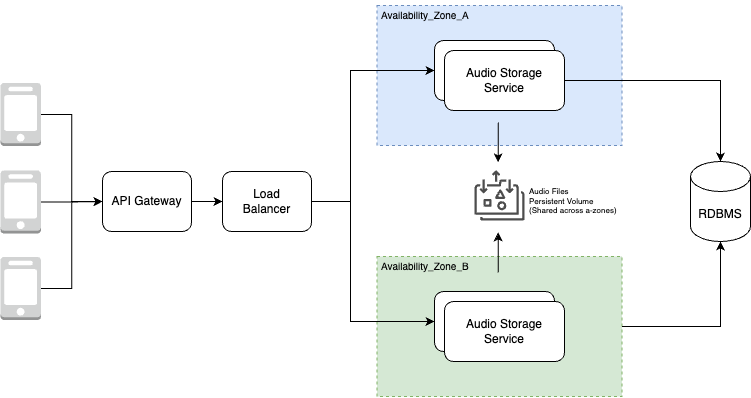 Availability_Zone_A
Audio Storage
Service
API Gateway
Load
Balancer
Audio Files
Persistent Volume
(Shared across a-zones)
RDBMS
Availability_Zone_B
Audio Storage
Service